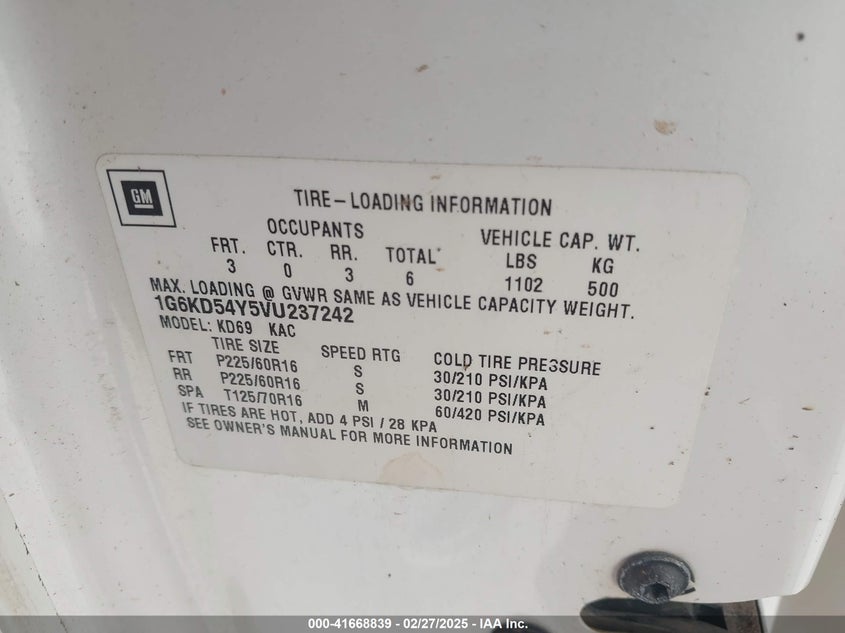 GM
TIRE-LOADING INFORMATION
OCCUPANTS VEHICLE CAP. WT.
FRT. CTR. RR. TOTAL LBS KG
3 0 3 6 1102 500
MAX. LOADING @ GVWR SAME AS VEHICLE CAPACITY WEIGHT.
1G6KD54Y5VU237242
MODEL: KD69 KAC
TIRE SIZE SPEED RTG COLD TIRE PRESSURE
FRT P225/60R16 S 30/210 PSI/KPA
RR P225/60R16 S 30/210 PSI/KPA
SPA T125/70R16 M 60/420 PSI/KPA
IF TIRES ARE HOT, ADD 4 PSI / 28 KPA
SEE OWNER'S MANUAL FOR MORE INFORMATION
000-41668839 - 02/27/2025 - IAA Inc.